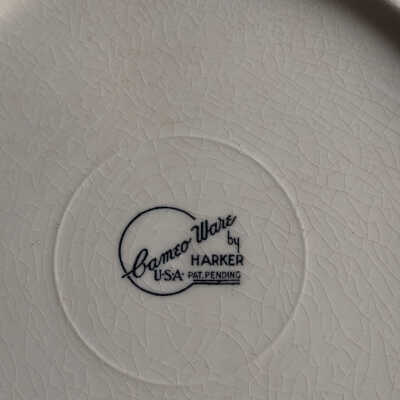 Cameo Ware
by
HARKER
U·S·A· PAT. PENDING